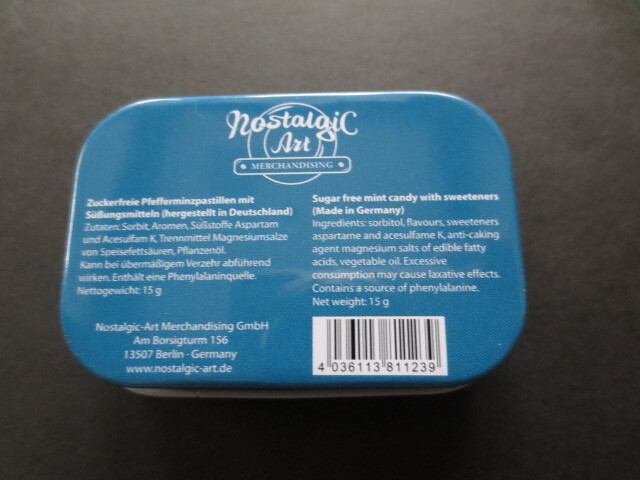 Nostalgic
Art
MERCHANDISING
Zuckerfreie Pfefferminzpastillen mit
Süßungsmitteln (hergestellt in Deutschland)
Zutaten: Sorbit, Aromen, Süßstoffe Aspartam
und Acesulfam K, Trennmittel Magnesiumsalze
von Speisefettsäuren, Pflanzenöl.
Kann bei übermäßigem Verzehr abführend
wirken. Enthält eine Phenylalaninquelle.
Nettogewicht: 15 g
Nostalgic-Art Merchandising GmbH
Am Borsigturm 156
13507 Berlin · Germany
www.nostalgic-art.de
Sugar free mint candy with sweeteners
(Made in Germany)
Ingredients: sorbitol, flavours, sweeteners
aspartame and acesulfame K, anti-caking
agent magnesium salts of edible fatty
acids, vegetable oil. Excessive
consumption may cause laxative effects.
Contains a source of phenylalanine.
Net weight: 15 g
4 036113 811239